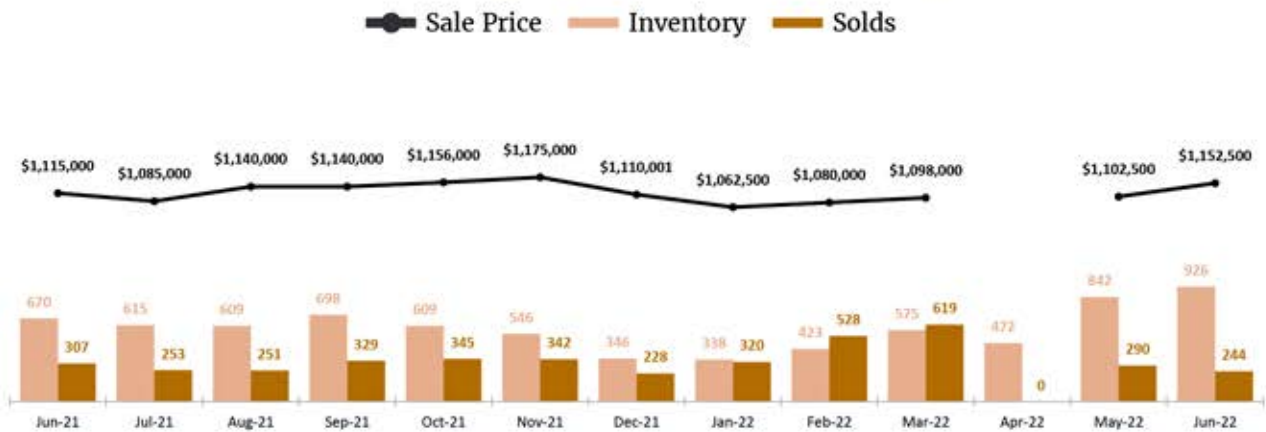 Sale Price Inventory Solds
$1,115,000 $1,085,000 $1,140,000 $1,140,000 $1,156,000 $1,175,000 $1,110,001 $1,062,500 $1,080,000 $1,098,000 $1,102,500 $1,152,500
670 307 615 253 609 251 698 329 609 345 546 342 346 228 338 320 423 528 575 619 472 0 842 290 926 244
Jun-21 Jul-21 Aug-21 Sep-21 Oct-21 Nov-21 Dec-21 Jan-22 Feb-22 Mar-22 Apr-22 May-22 Jun-22